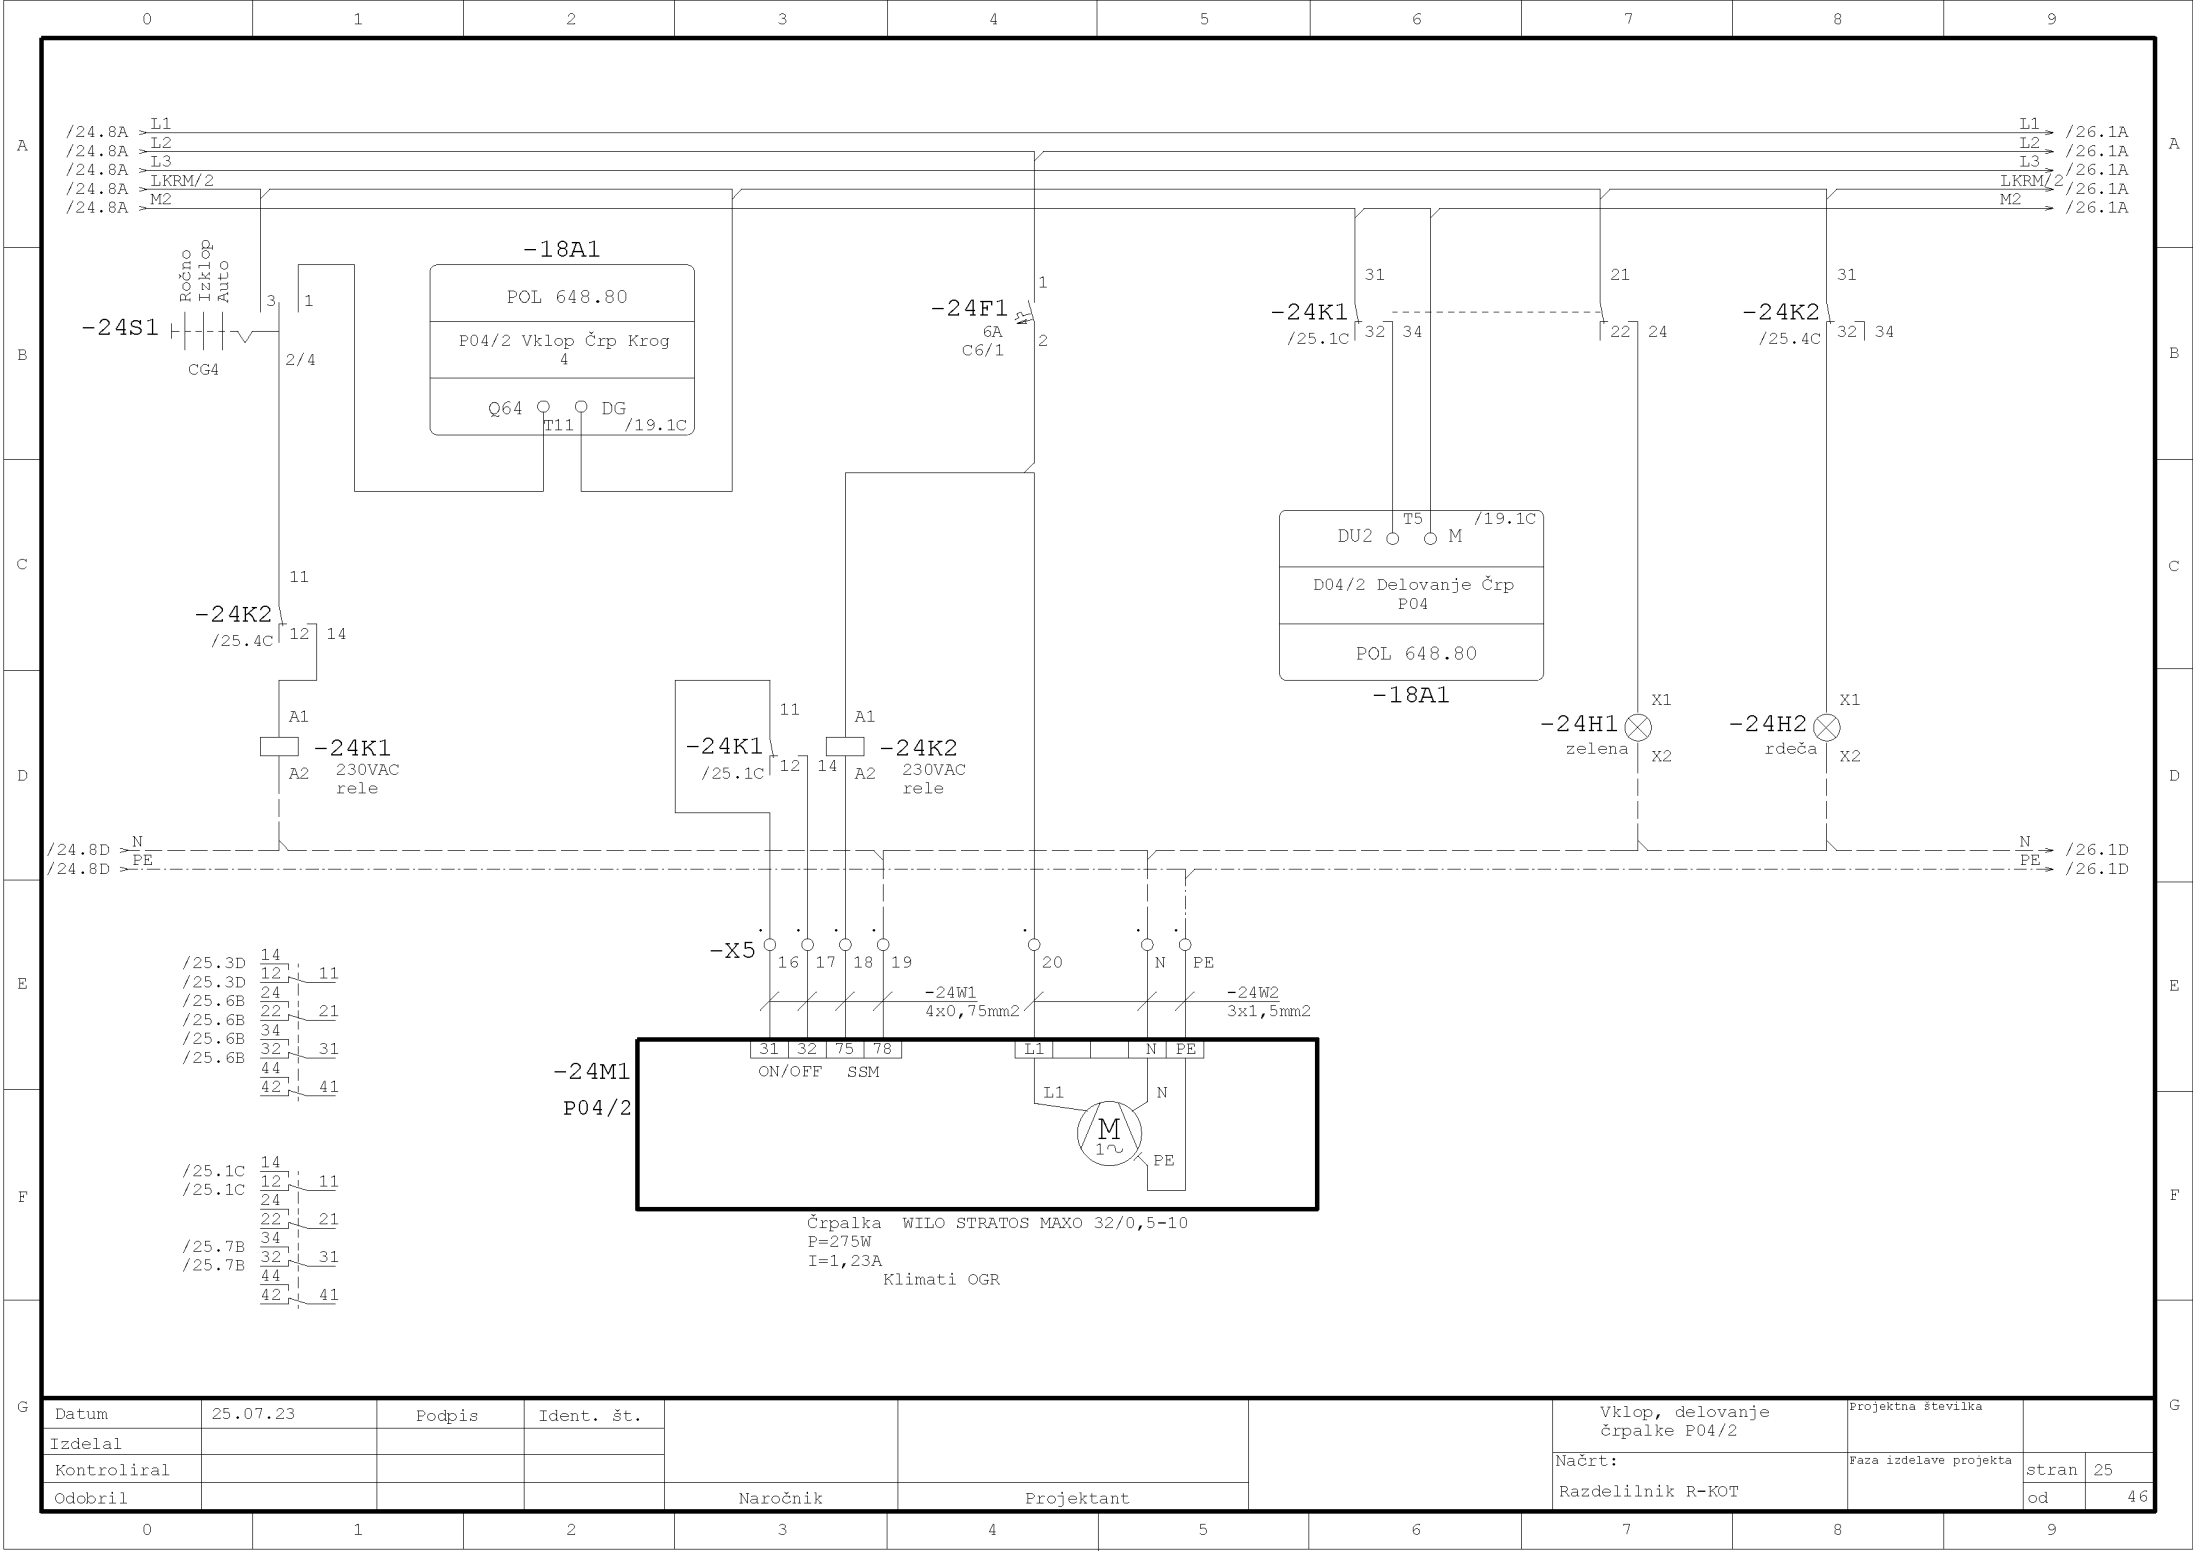 0 1 2 3 4 5 6 7 8 9
A A
/24.8A L1 L1 /26.1A
/24.8A L2 L2 /26.1A
/24.8A L3 L3 /26.1A
/24.8A LKRM/2 LKRM/2 /26.1A
/24.8A M2 M2 /26.1A
B B
Ročno
Izklop
Auto
-24S1
3 1
2/4
CG4
-18A1
POL 648.80
P04/2 Vklop Črp Krog
4
Q64 DG
T11 /19.1C
-24F1
6A
C6/1
1
2
-24K1
/25.1C
31
32 34
21
22 24
-24K2
/25.4C
31
32 34
C C
11
-24K2
/25.4C
12 14
T5 /19.1C
DU2 M
D04/2 Delovanje Črp
P04
POL 648.80
-18A1
D D
A1
-24K1
A2 230VAC
rele
11
-24K1
/25.1C
12 14
A1
-24K2
A2 230VAC
rele
X1
-24H1
zelena
X2
X1
-24H2
rdeča
X2
/24.8D N N /26.1D
/24.8D PE PE /26.1D
E E
-X5
16 17 18 19 20 N PE
-24W1
4x0,75mm2
-24W2
3x1,5mm2
/25.3D 14
/25.3D 12 11
/25.6B 24
/25.6B 22 21
/25.6B 34
/25.6B 32 31
44
42 41
-24M1
P04/2
31 32 75 78 L1 N PE
ON/OFF SSM
L1 N
M
1~
PE
F F
/25.1C 14
/25.1C 12 11
24
22 21
/25.7B 34
/25.7B 32 31
44
42 41
Črpalka WILO STRATOS MAXO 32/0,5-10
P=275W
I=1,23A
Klimati OGR
G G
Datum 25.07.23 Podpis Ident. št.
Izdelal
Kontroliral
Odobril
Naročnik Projektant
Vklop, delovanje
črpalke P04/2
Načrt:
Razdelilnik R-KOT
Projektna številka
Faza izdelave projekta
stran 25
od 46
0 1 2 3 4 5 6 7 8 9